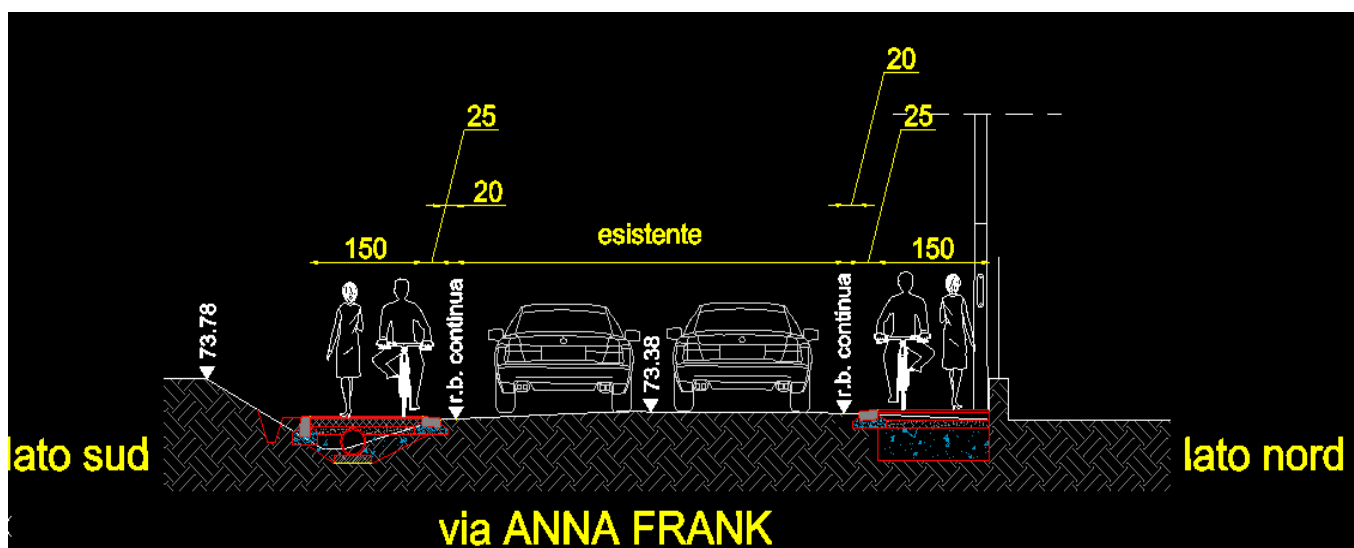 20
25
25
20
esistente
150
150
73.78
r.b. continua
73.38
r.b. continua
lato sud
lato nord
via ANNA FRANK